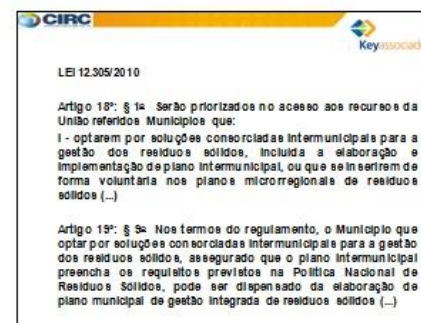 CIRC
Keyassociad
LEI 12.305/2010
Artigo 18º: § 1º Serão priorizados no acesso aos recursos da
União referidos Municípios que:
I - optarem por soluções consorciadas intermunicipais para a
gestão dos resíduos sólidos, incluída a elaboração e
implementação de plano intermunicipal, ou que se inserirem de
forma voluntária nos planos microrregionais de resíduos
sólidos (...)
Artigo 19º: § 9º Nos termos do regulamento, o Município que
optar por soluções consorciadas intermunicipais para a gestão
dos resíduos sólidos, assegurado que o plano intermunicipal
preencha os requisitos previstos na Política Nacional de
Resíduos Sólidos, pode ser dispensado da elaboração de
plano municipal de gestão integrada de resíduos sólidos (...)